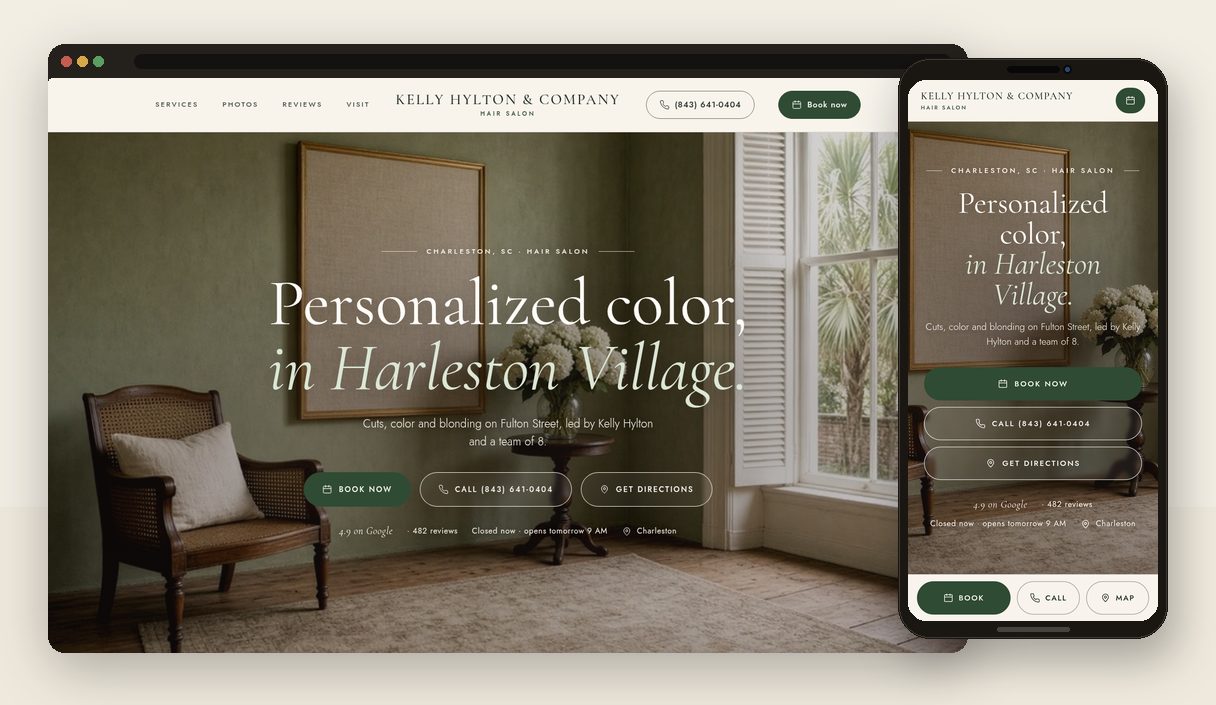 SERVICES PHOTOS REVIEWS VISIT
KELLY HYLTON & COMPANY
HAIR SALON
(843) 641-0404
Book now
CHARLESTON, SC · HAIR SALON
Personalized color,
in Harleston Village.
Cuts, color and blonding on Fulton Street, led by Kelly Hylton
and a team of 8.
BOOK NOW
CALL (843) 641-0404
GET DIRECTIONS
4.9 on Google · 482 reviews Closed now · opens tomorrow 9 AM Charleston
KELLY HYLTON & COMPANY
HAIR SALON
CHARLESTON, SC · HAIR SALON
Personalized
color,
in Harleston
Village.
Cuts, color and blonding on Fulton Street, led by Kelly
Hylton and a team of 8.
BOOK NOW
CALL (843) 641-0404
GET DIRECTIONS
4.9 on Google · 482 reviews
Closed now · opens tomorrow 9 AM Charleston
BOOK
CALL
MAP